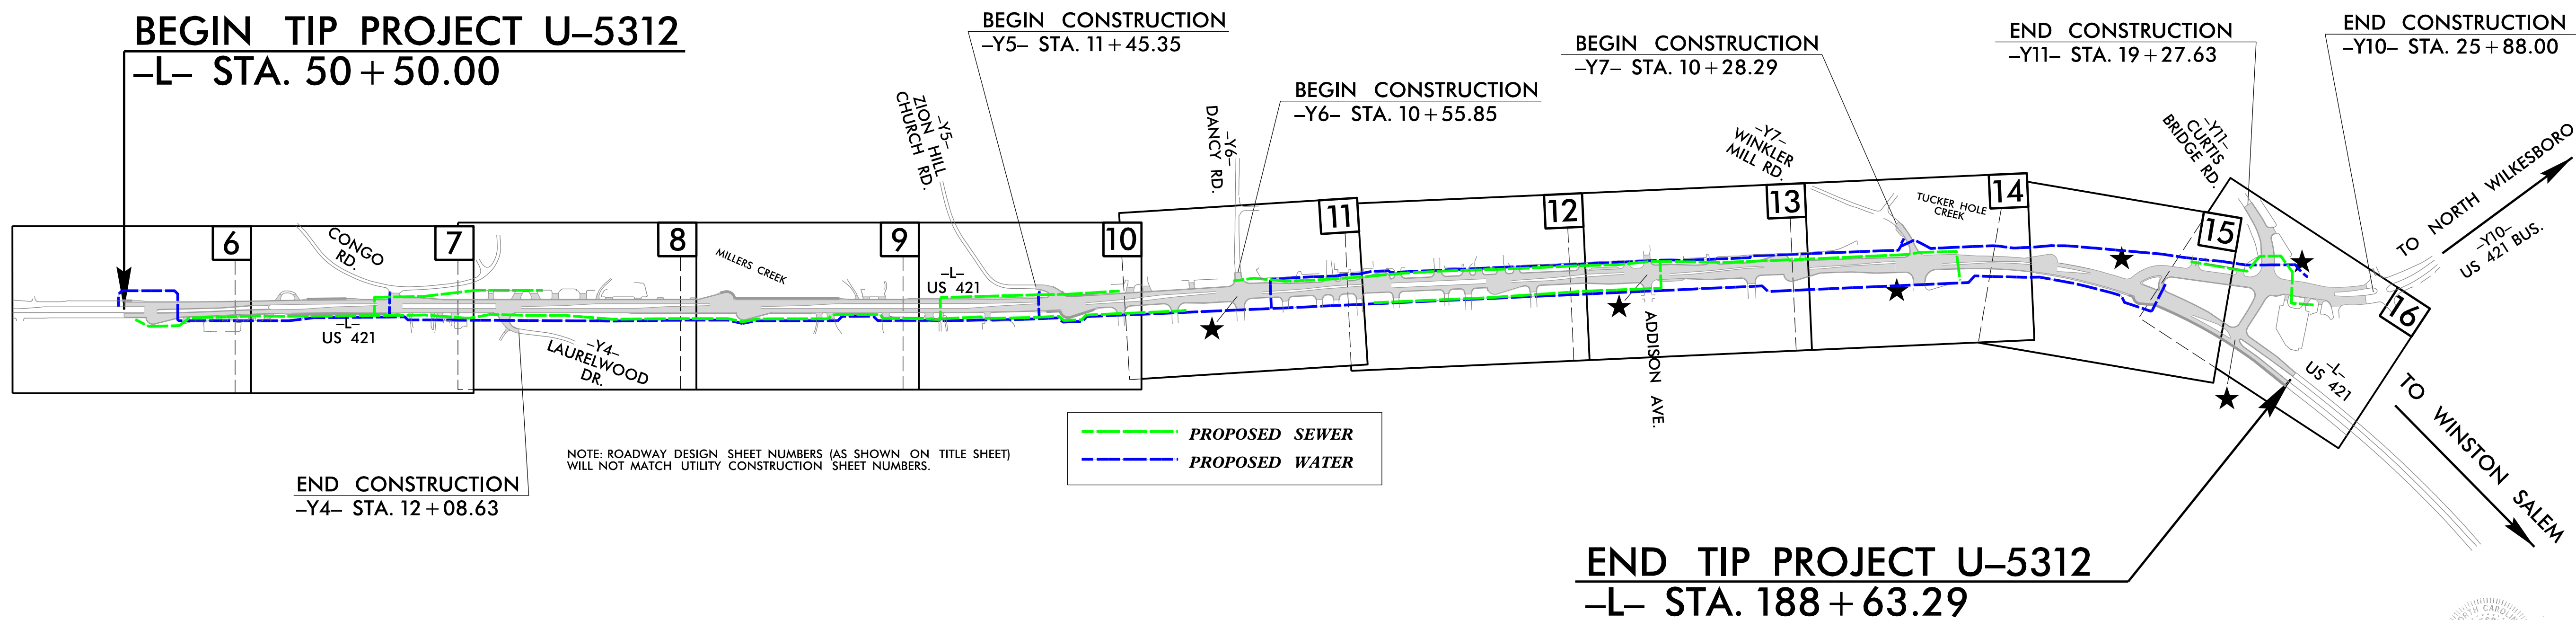 BEGIN TIP PROJECT U–5312
–L– STA. 50+50.00
BEGIN CONSTRUCTION
–Y5– STA. 11+45.35
BEGIN CONSTRUCTION
–Y6– STA. 10+55.85
BEGIN CONSTRUCTION
–Y7– STA. 10+28.29
END CONSTRUCTION
–Y11– STA. 19+27.63
END CONSTRUCTION
–Y10– STA. 25+88.00
–Y5–
ZION HILL
CHURCH RD.
–Y6–
DANCY RD.
–Y7–
WINKLER
MILL RD.
–Y11–
CURTIS
BRIDGE RD.
TO NORTH WILKESBORO
–Y10–
US 421 BUS.
6
CONGO
RD.
7
8
MILLERS CREEK
9
10
11
12
13
TUCKER HOLE
CREEK
14
15
16
–L–
US 421
–L–
US 421
–Y4–
LAURELWOOD
DR.
ADDISON AVE.
–L–
US 421
TO WINSTON SALEM
PROPOSED SEWER
PROPOSED WATER
NOTE: ROADWAY DESIGN SHEET NUMBERS (AS SHOWN ON TITLE SHEET)
WILL NOT MATCH UTILITY CONSTRUCTION SHEET NUMBERS.
END CONSTRUCTION
–Y4– STA. 12+08.63
END TIP PROJECT U–5312
–L– STA. 188+63.29